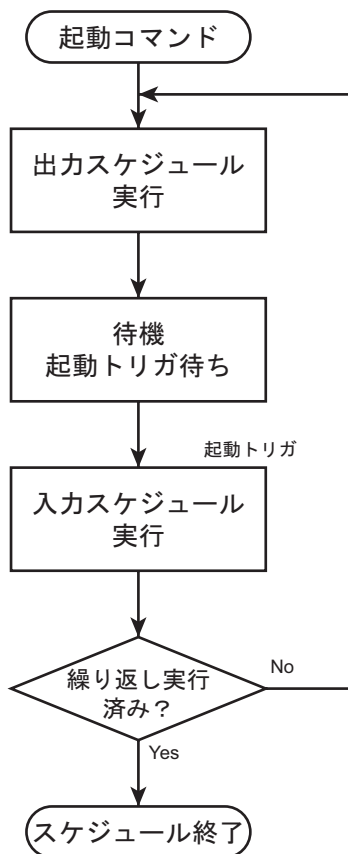 起動コマンド
出力スケジュール
実行
待機
起動トリガ待ち
起動トリガ
入力スケジュール
実行
繰り返し実行
済み？
No
Yes
スケジュール終了